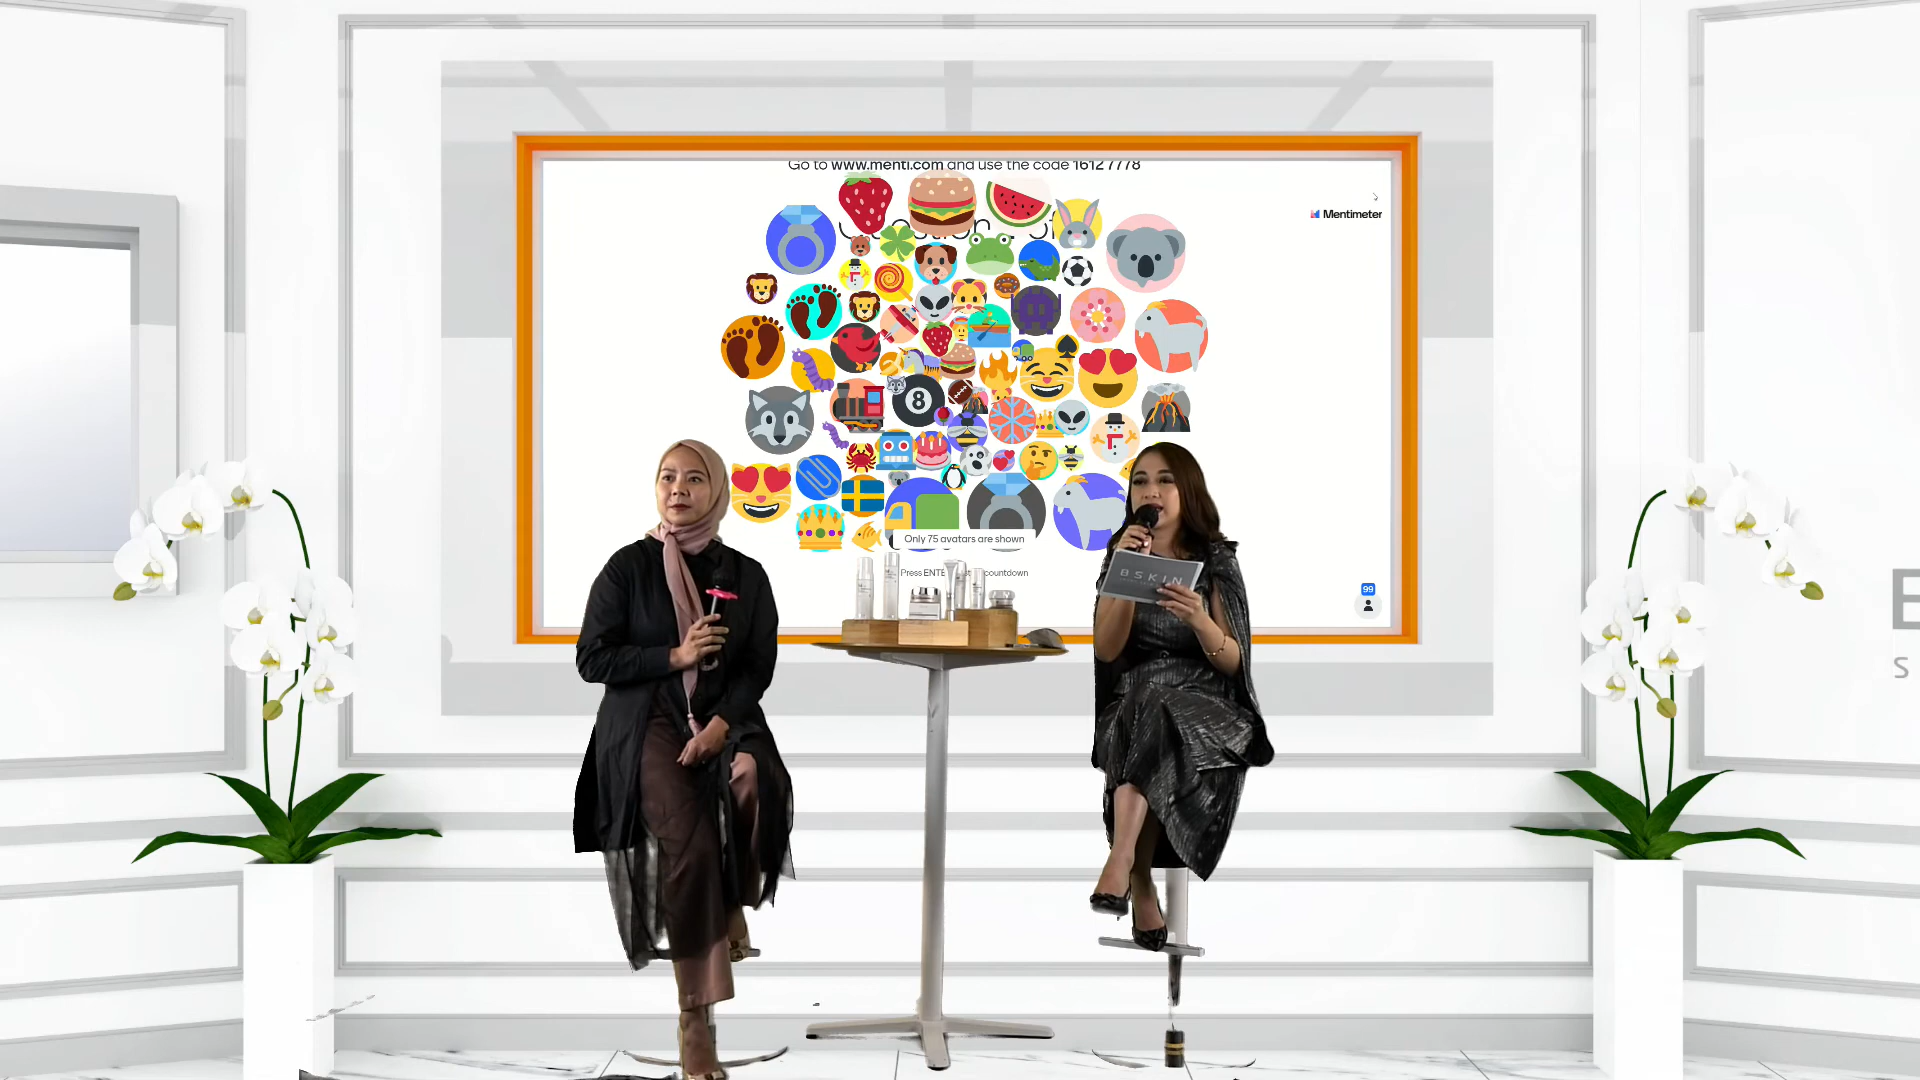 Go to www.menti.com and use the code 1612 7778
Mentimeter
8
Only 75 avatars are shown
Press ENTE
countdown
99
BSKIN